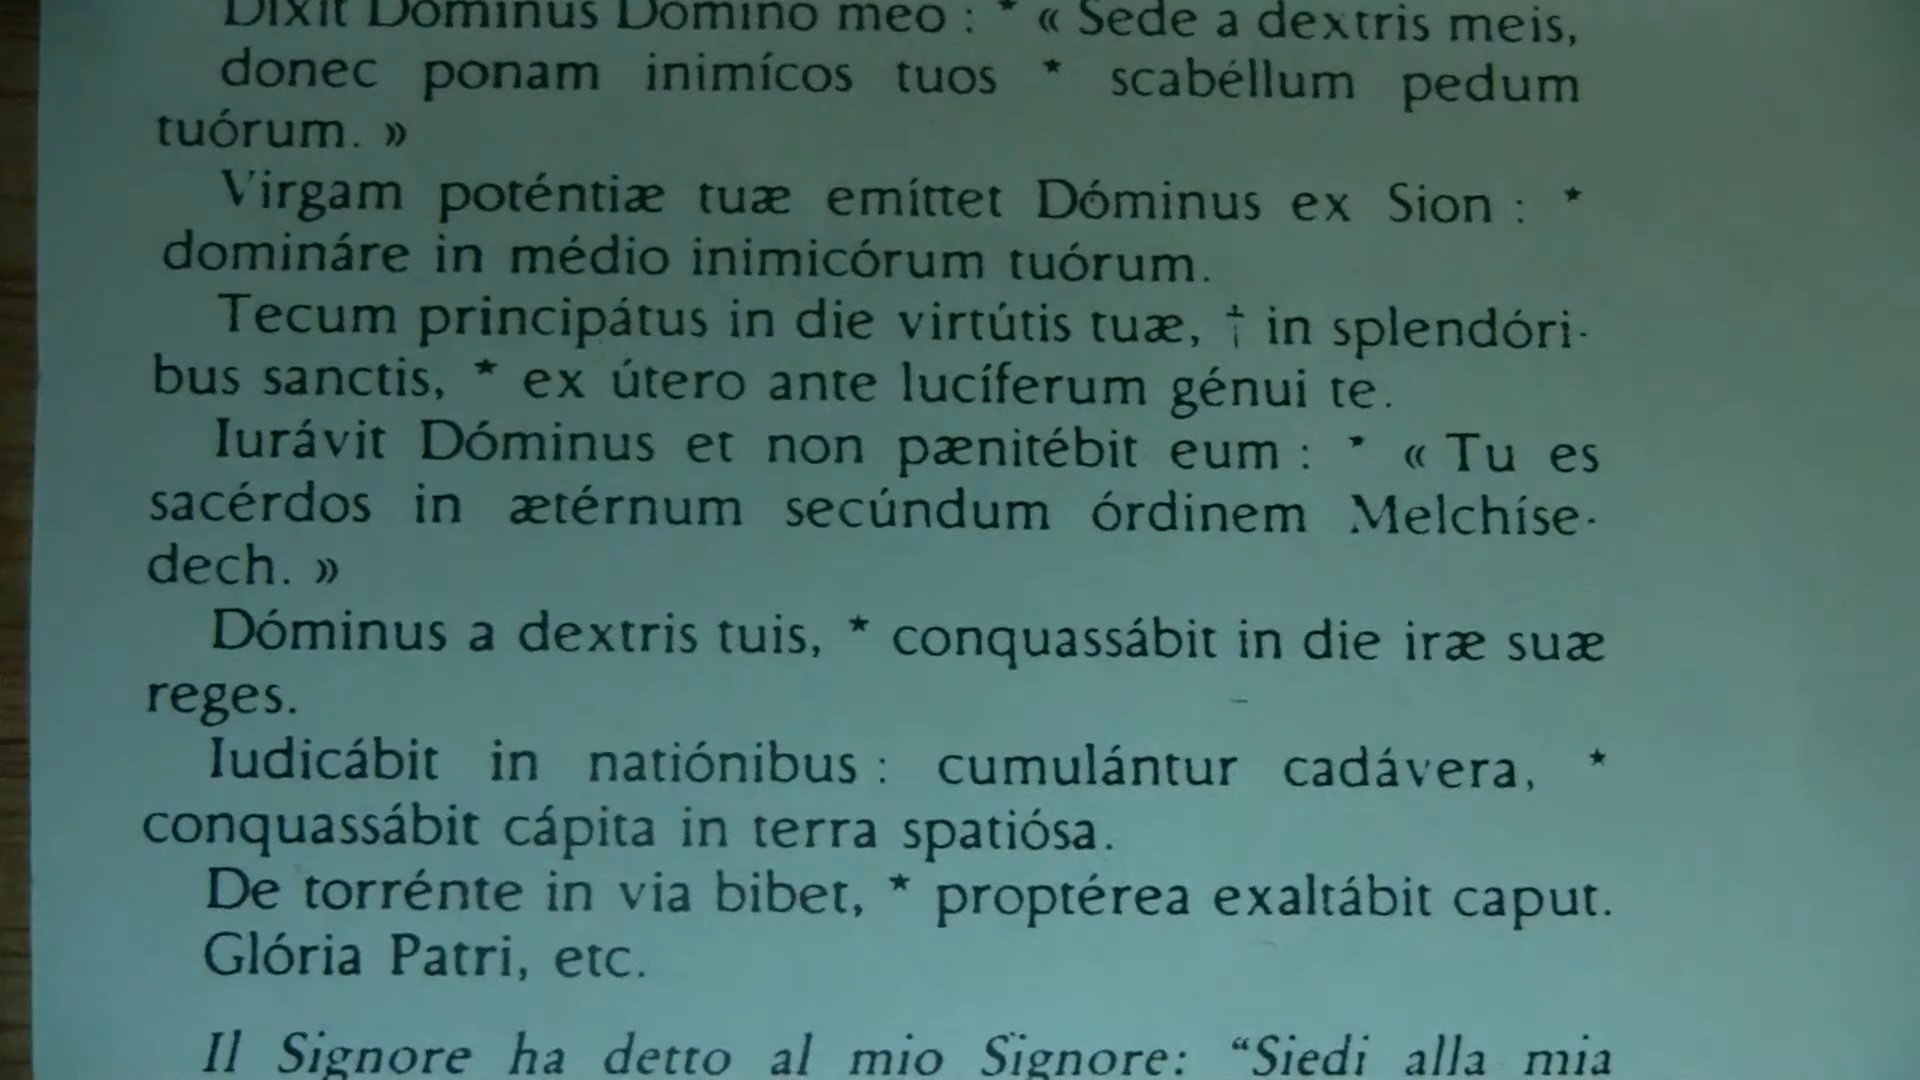 Dixit Dóminus Dómino meo : * « Sede a dextris meis,
donec ponam inimícos tuos * scabéllum pedum
tuórum. »
Virgam poténtiæ tuæ emíttet Dóminus ex Sion : *
domináre in médio inimicórum tuórum.
Tecum principátus in die virtútis tuæ, † in splendóri-
bus sanctis, * ex útero ante lucíferum génui te.
Iurávit Dóminus et non pænitébit eum : * « Tu es
sacérdos in ætérnum secúndum órdinem Melchíse-
dech. »
Dóminus a dextris tuis, * conquassábit in die iræ suæ
reges.
Iudicábit in natiónibus : cumulántur cadávera, *
conquassábit cápita in terra spatiósa.
De torrénte in via bibet, * proptérea exaltábit caput.
Glória Patri, etc.
Il Signore ha detto al mio Signore: “Siedi alla mia